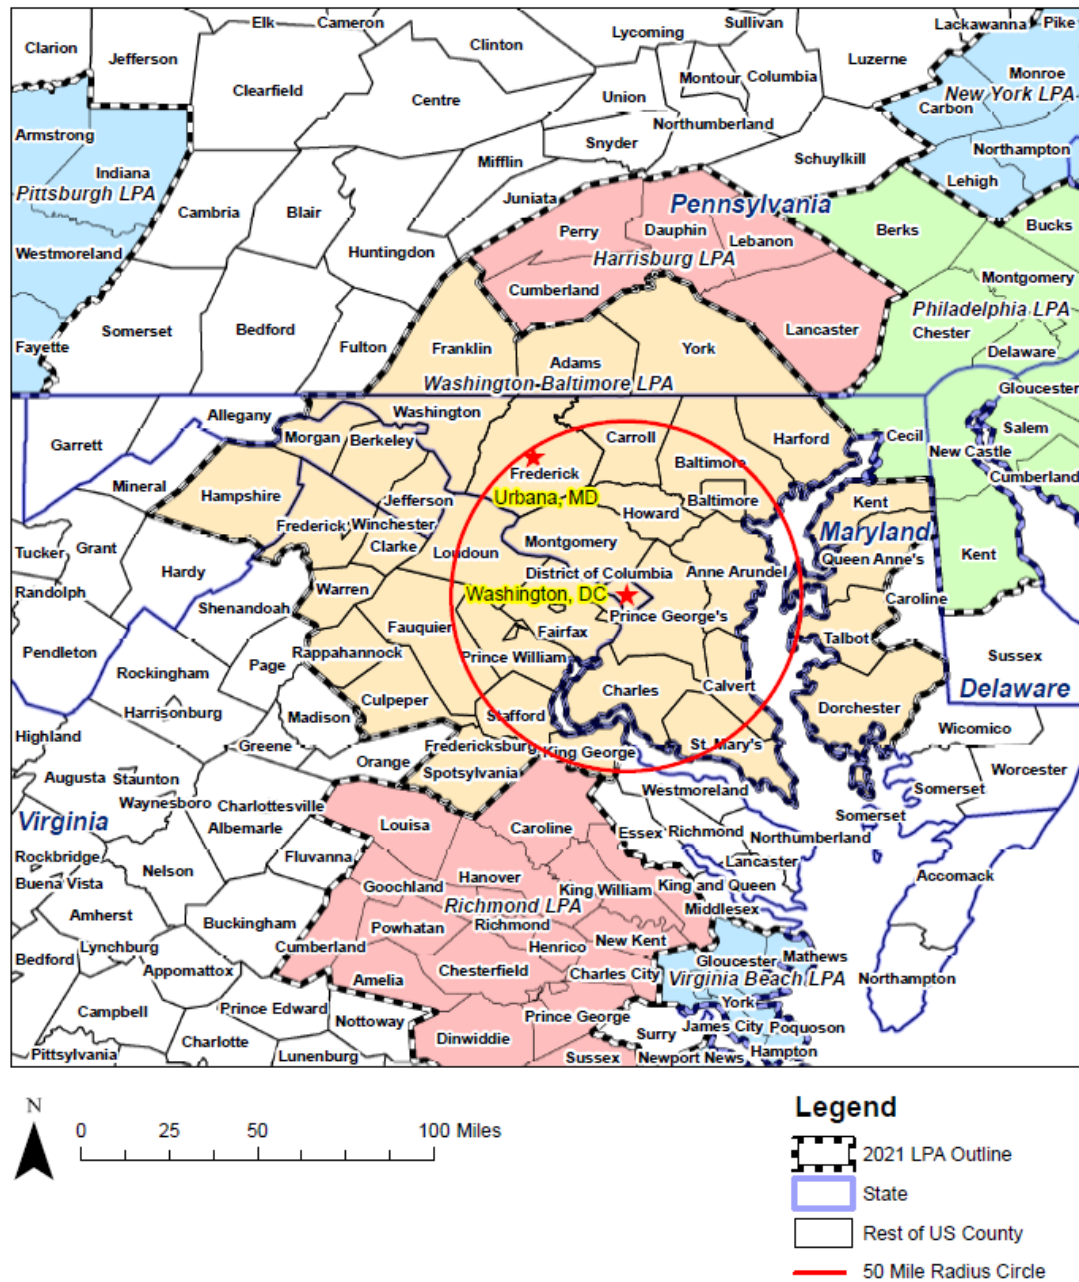 Elk
Cameron
Sullivan
Lackawanna
Pike
Clarion
Jefferson
Clinton
Lycoming
Luzerne
Monroe
New York LPA
Clearfield
Centre
Montour
Columbia
Union
Carbon
Armstrong
Northumberland
Snyder
Northampton
Mifflin
Schuylkill
Indiana
Lehigh
Pittsburgh LPA
Juniata
Cambria
Blair
Pennsylvania
Perry
Dauphin
Lebanon
Berks
Bucks
Westmoreland
Huntingdon
Harrisburg LPA
Montgomery
Cumberland
Philadelphia LPA
Somerset
Bedford
Lancaster
Chester
Fayette
Fulton
Franklin
Adams
York
Delaware
Washington-Baltimore LPA
Gloucester
Allegany
Washington
Garrett
Morgan
Berkeley
Carroll
Harford
Cecil
Salem
New Castle
Mineral
Frederick
Baltimore
Cumberland
Hampshire
Jefferson
Urbana, MD
Baltimore
Kent
Frederick
Winchester
Howard
Maryland
Tucker
Grant
Clarke
Loudoun
Montgomery
Queen Anne's
Kent
Hardy
District of Columbia
Anne Arundel
Randolph
Warren
Washington, DC
Caroline
Shenandoah
Prince George's
Fauquier
Fairfax
Talbot
Pendleton
Rappahannock
Prince William
Sussex
Rockingham
Page
Charles
Calvert
Delaware
Culpeper
Dorchester
Harrisonburg
Madison
Stafford
Wicomico
Highland
Greene
Fredericksburg
King George
St. Mary's
Orange
Spotsylvania
Worcester
Augusta
Staunton
Westmoreland
Somerset
Waynesboro
Charlottesville
Somerset
Virginia
Albemarle
Louisa
Caroline
Essex
Richmond
Northumberland
Rockbridge
Fluvanna
Lancaster
Nelson
Hanover
Accomack
Buena Vista
Goochland
King William
King and Queen
Richmond LPA
Middlesex
Amherst
Buckingham
Powhatan
Richmond
Lynchburg
Cumberland
Henrico
New Kent
Bedford
Gloucester
Mathews
Appomattox
Amelia
Chesterfield
Charles City
Virginia Beach LPA
Northampton
Campbell
Prince Edward
York
Nottoway
Prince George
James City
Poquoson
Charlotte
Dinwiddie
Surry
Pittsylvania
Lunenburg
Sussex
Newport News
Hampton
N
0 25 50 100 Miles
Legend
2021 LPA Outline
State
Rest of US County
50 Mile Radius Circle